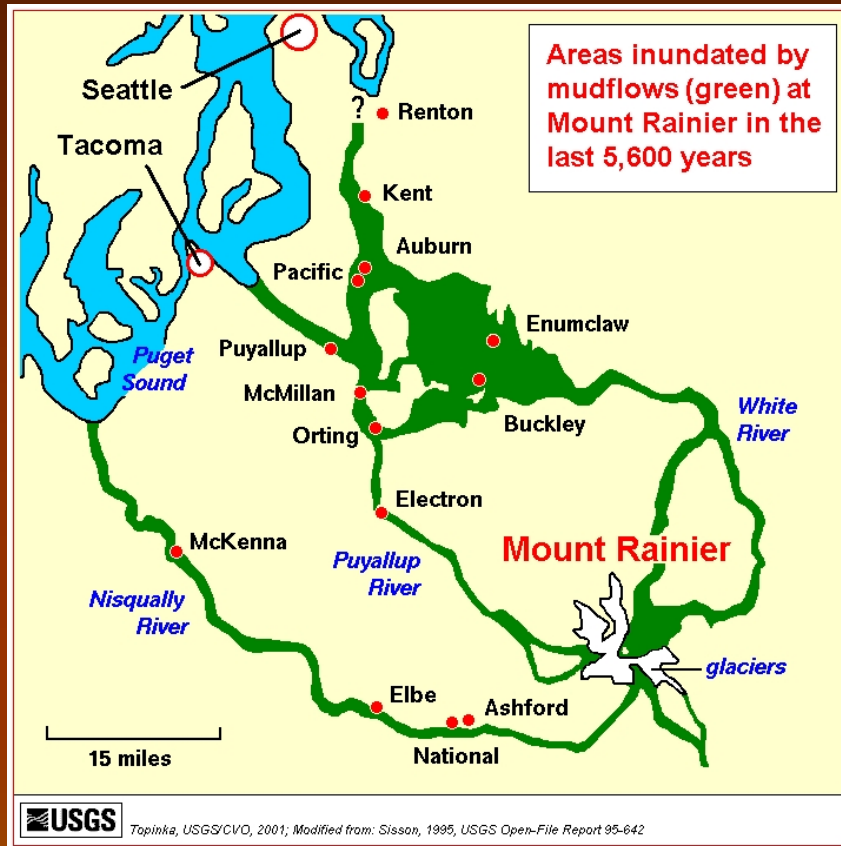 Areas inundated by
mudflows (green) at
Mount Rainier in the
last 5,600 years
Seattle
Tacoma
?
Renton
Kent
Auburn
Pacific
Enumclaw
Puyallup
Puget
Sound
McMillan
Buckley
White
River
Orting
Electron
Mount Rainier
McKenna
Puyallup
River
Nisqually
River
glaciers
Elbe
Ashford
National
15 miles
USGS
Topinka, USGS/CVO, 2001; Modified from: Sisson, 1995, USGS Open-File Report 95-642